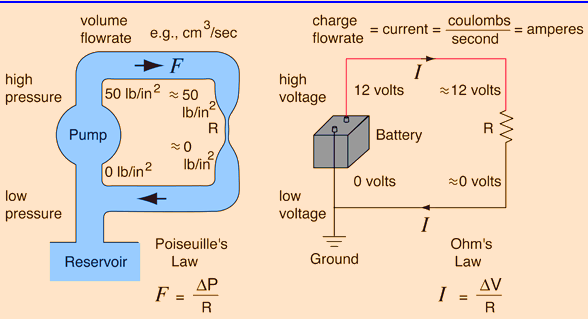 volume
flowrate
e.g., cm³/sec
F
high
pressure
50 lb/in²
≈ 50
lb/in²
R
Pump
≈ 0
lb/in²
0 lb/in²
low
pressure
Reservoir
Poiseuille's
Law
F = ΔP/R
charge
flowrate = current = coulombs/second = amperes
I
high
voltage
12 volts
≈12 volts
R
Battery
0 volts
≈0 volts
low
voltage
I
Ground
Ohm's
Law
I = ΔV/R